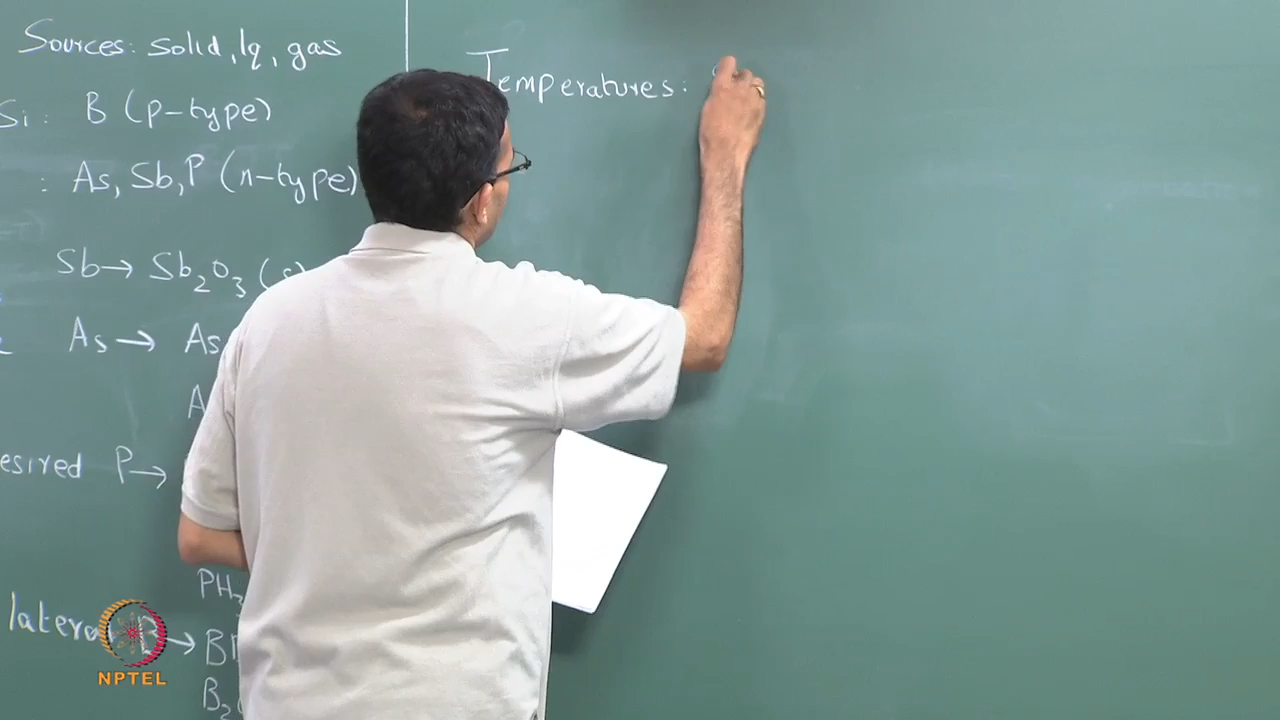 Sources: solid, lq, gas
Si: B (p-type)
: As, Sb, P (n-type)
Sb→ Sb2O3 (s)
As → As
A
esired P→
PH3
latera B → B
B2
Temperatures:
NPTEL